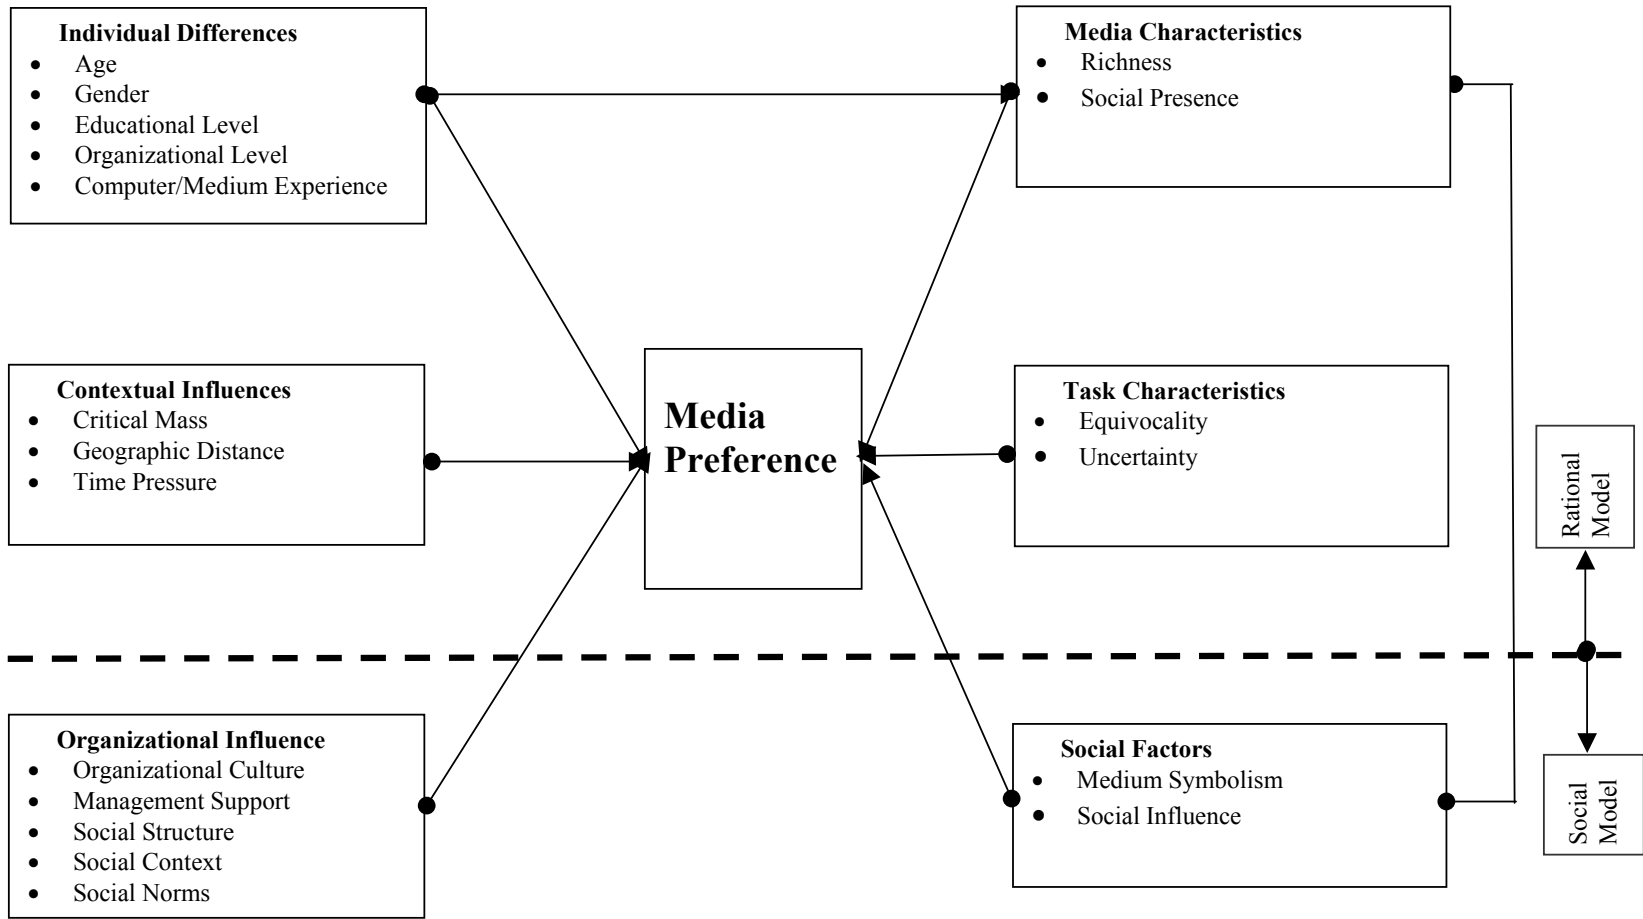 Individual Differences
• Age
• Gender
• Educational Level
• Organizational Level
• Computer/Medium Experience
Media Characteristics
• Richness
• Social Presence
Contextual Influences
• Critical Mass
• Geographic Distance
• Time Pressure
Media
Preference
Task Characteristics
• Equivocality
• Uncertainty
Rational
Model
Organizational Influence
• Organizational Culture
• Management Support
• Social Structure
• Social Context
• Social Norms
Social Factors
• Medium Symbolism
• Social Influence
Social
Model